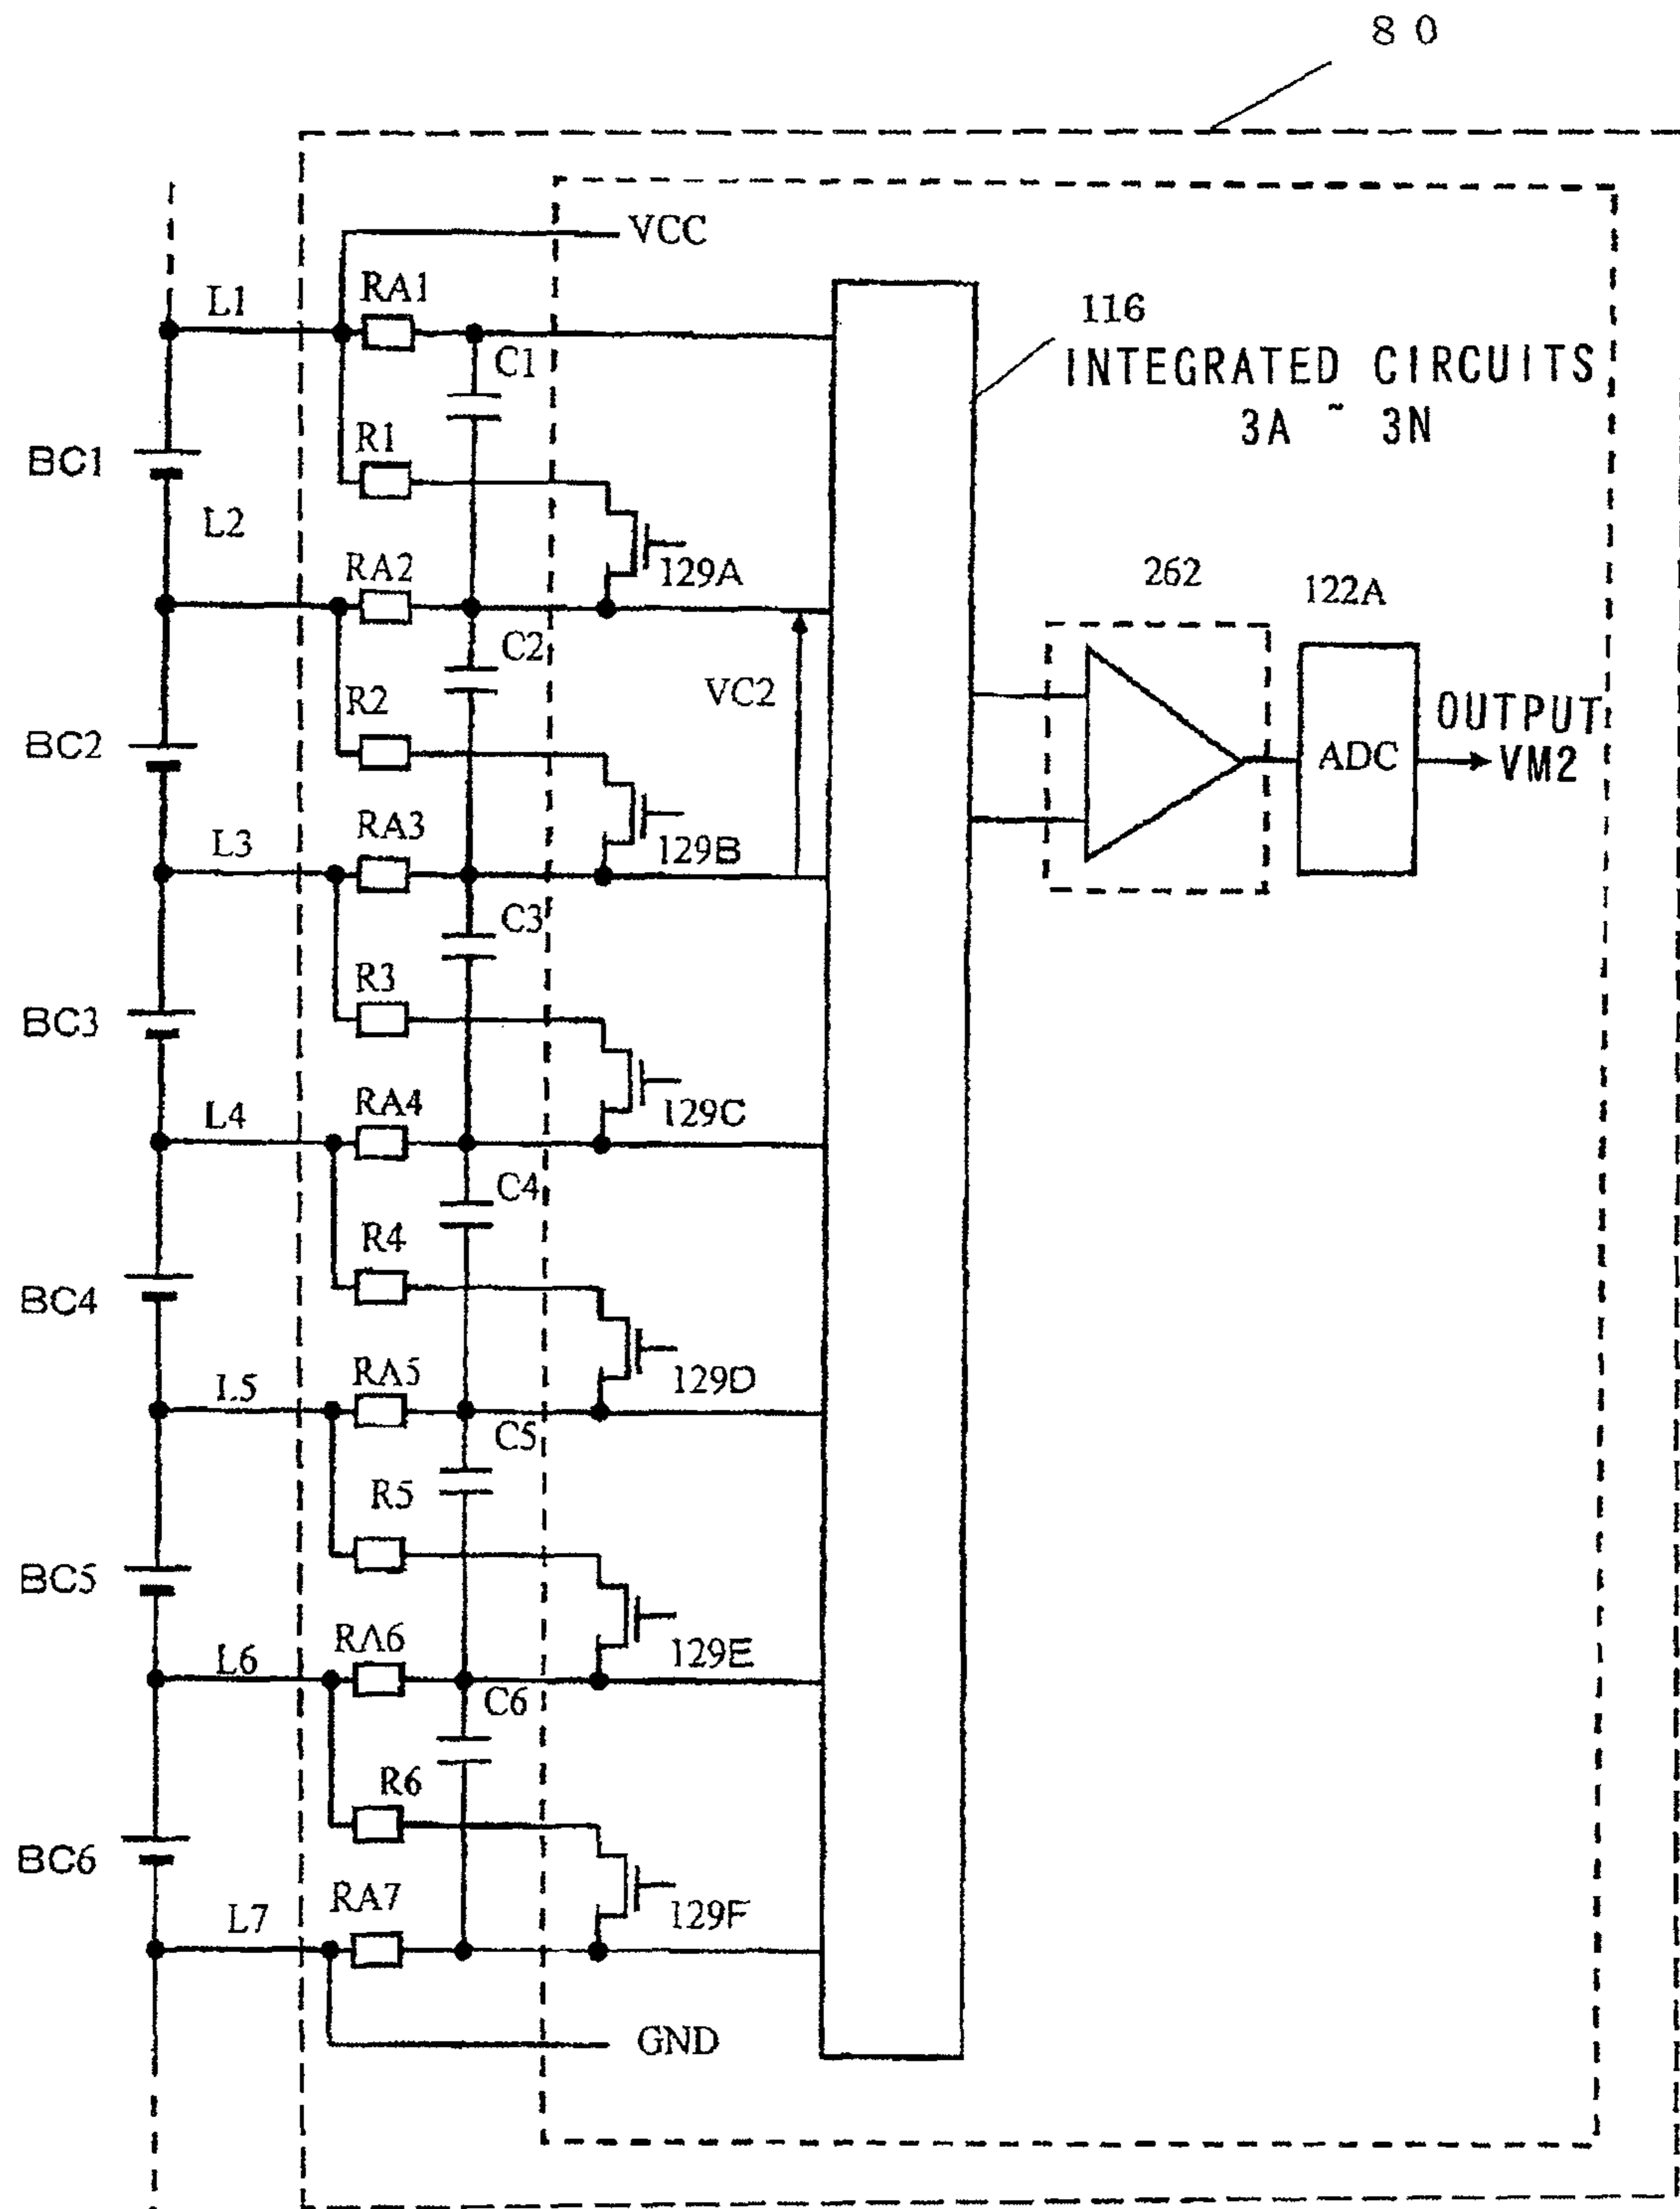 80
VCC
L1
RA1
116
C1
INTEGRATED CIRCUITS
3A ~ 3N
R1
BC1
L2
RA2
129A
262
122A
C2
VC2
R2
OUTPUT
VM2
ADC
BC2
RA3
L3
129B
C3
R3
BC3
RA4
L4
129C
C4
R4
BC4
RA5
L5
129D
C5
R5
BC5
RA6
L6
129E
C6
R6
BC6
RA7
L7
129F
GND